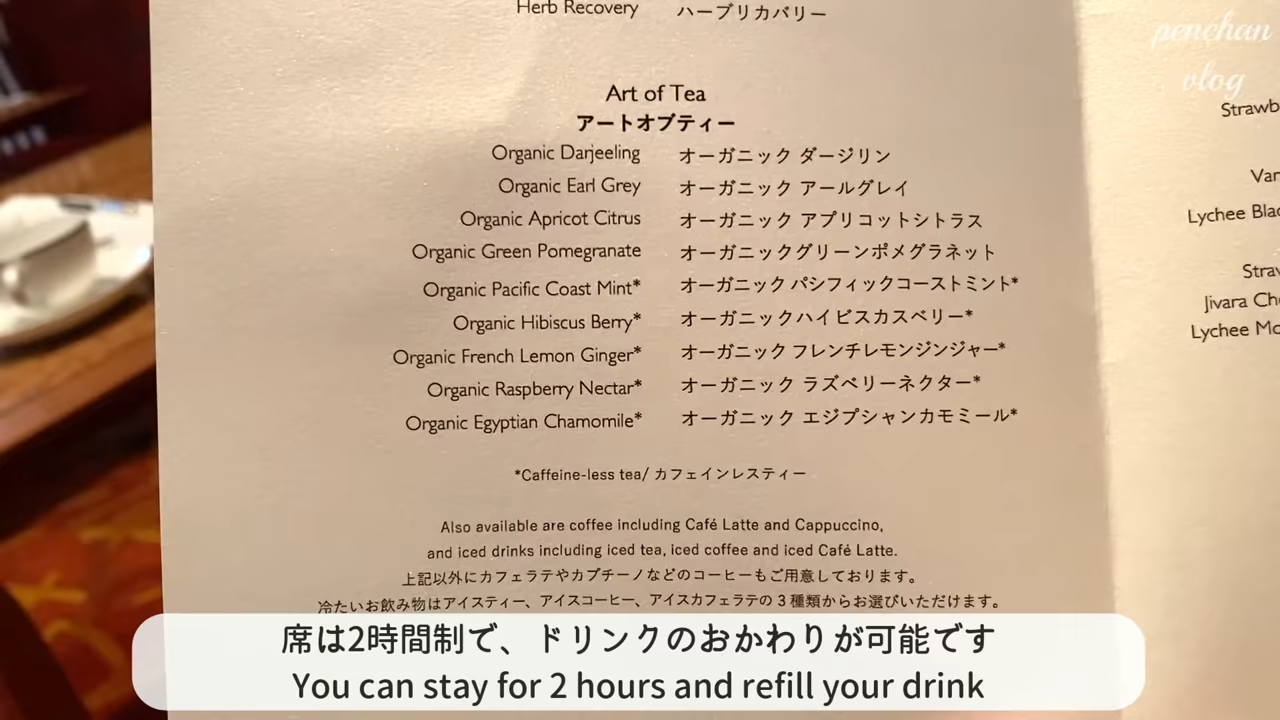 Herb Recovery ハーブリカバリー
penchan
vlog
Art of Tea
アートオブティー
Organic Darjeeling オーガニック ダージリン
Organic Earl Grey オーガニック アールグレイ
Organic Apricot Citrus オーガニック アプリコットシトラス
Organic Green Pomegranate オーガニックグリーンポメグラネット
Organic Pacific Coast Mint* オーガニック パシフィックコーストミント*
Organic Hibiscus Berry* オーガニックハイビスカスベリー*
Organic French Lemon Ginger* オーガニック フレンチレモンジンジャー*
Organic Raspberry Nectar* オーガニック ラズベリーネクター*
Organic Egyptian Chamomile* オーガニック エジプシャンカモミール*
*Caffeine-less tea/ カフェインレスティー
Also available are coffee including Café Latte and Cappuccino,
and iced drinks including iced tea, iced coffee and iced Café Latte.
上記以外にカフェラテやカプチーノなどのコーヒーもご用意しております。
冷たいお飲み物はアイスティー、アイスコーヒー、アイスカフェラテの3種類からお選びいただけます。
Lychee
Jivara
Lychee
席は2時間制で、ドリンクのおかわりが可能です
You can stay for 2 hours and refill your drink